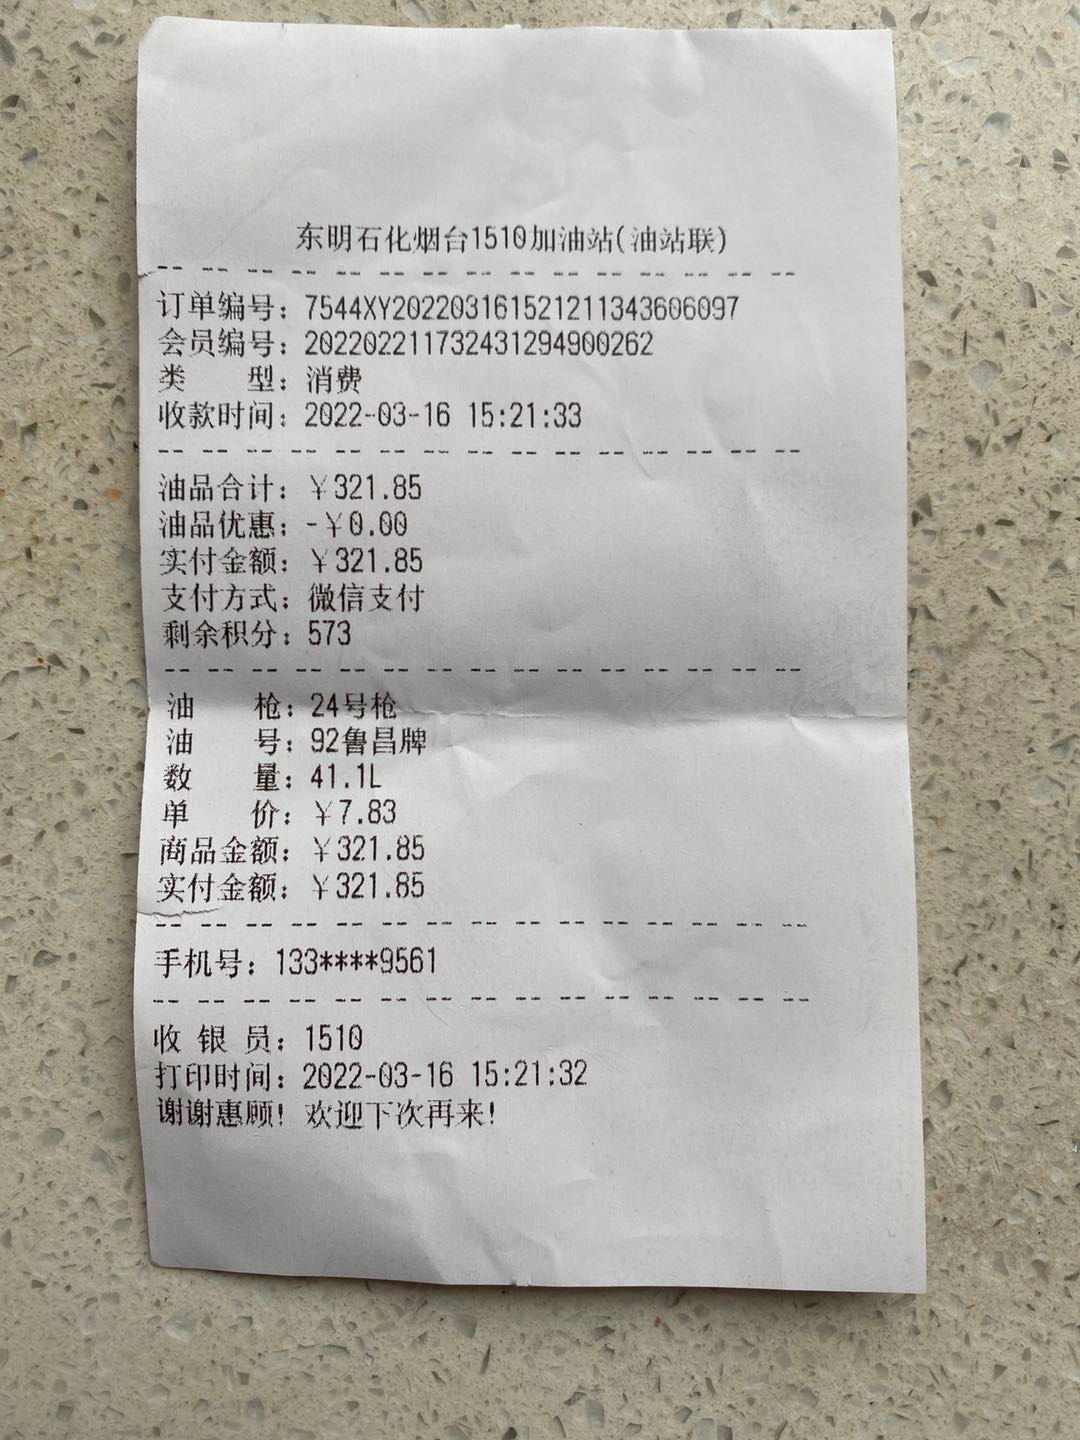 东明石化烟台1510加油站(油站联)
订单编号：7544XY20220316152121134​3606097
会员编号：202202211732431294900262
类　　型：消费
收款时间：2022-03-16 15:21:33
油品合计：￥321.85
油品优惠：-￥0.00
实付金额：￥321.85
支付方式：微信支付
剩余积分：573
油　　枪：24号枪
油　　号：92鲁昌牌
数　　量：41.1L
单　　价：￥7.83
商品金额：￥321.85
实付金额：￥321.85
手机号：133****9561
收 银 员：1510
打印时间：2022-03-16 15:21:32
谢谢惠顾！欢迎下次再来！